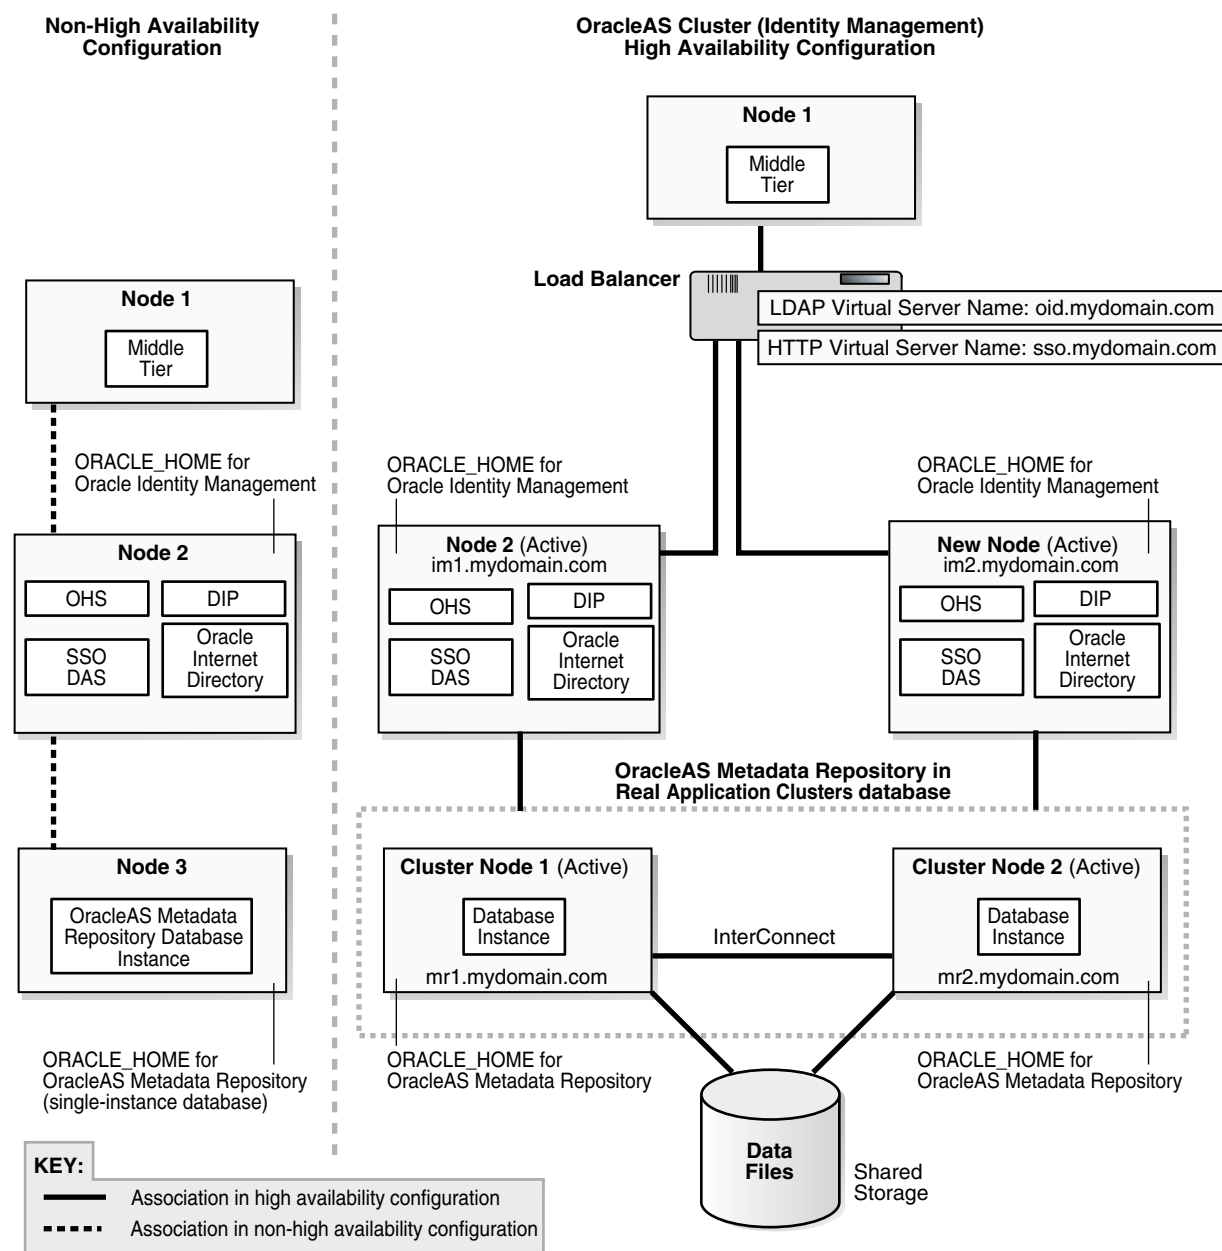 Non-High Availability
Configuration
Node 1
Middle
Tier
ORACLE_HOME for
Oracle Identity Management
Node 2
OHS
DIP
SSO
DAS
Oracle
Internet
Directory
Node 3
OracleAS Metadata
Repository Database
Instance
ORACLE_HOME for
OracleAS Metadata Repository
(single-instance database)
OracleAS Cluster (Identity Management)
High Availability Configuration
Node 1
Middle
Tier
Load Balancer
LDAP Virtual Server Name: oid.mydomain.com
HTTP Virtual Server Name: sso.mydomain.com
ORACLE_HOME for
Oracle Identity Management
Node 2 (Active)
im1.mydomain.com
OHS
DIP
SSO
DAS
Oracle
Internet
Directory
ORACLE_HOME for
Oracle Identity Management
New Node (Active)
im2.mydomain.com
OHS
DIP
SSO
DAS
Oracle
Internet
Directory
OracleAS Metadata Repository in
Real Application Clusters database
Cluster Node 1 (Active)
Database
Instance
mr1.mydomain.com
InterConnect
Cluster Node 2 (Active)
Database
Instance
mr2.mydomain.com
ORACLE_HOME for
OracleAS Metadata Repository
ORACLE_HOME for
OracleAS Metadata Repository
Data
Files
Shared
Storage
KEY:
Association in high availability configuration
Association in non-high availability configuration